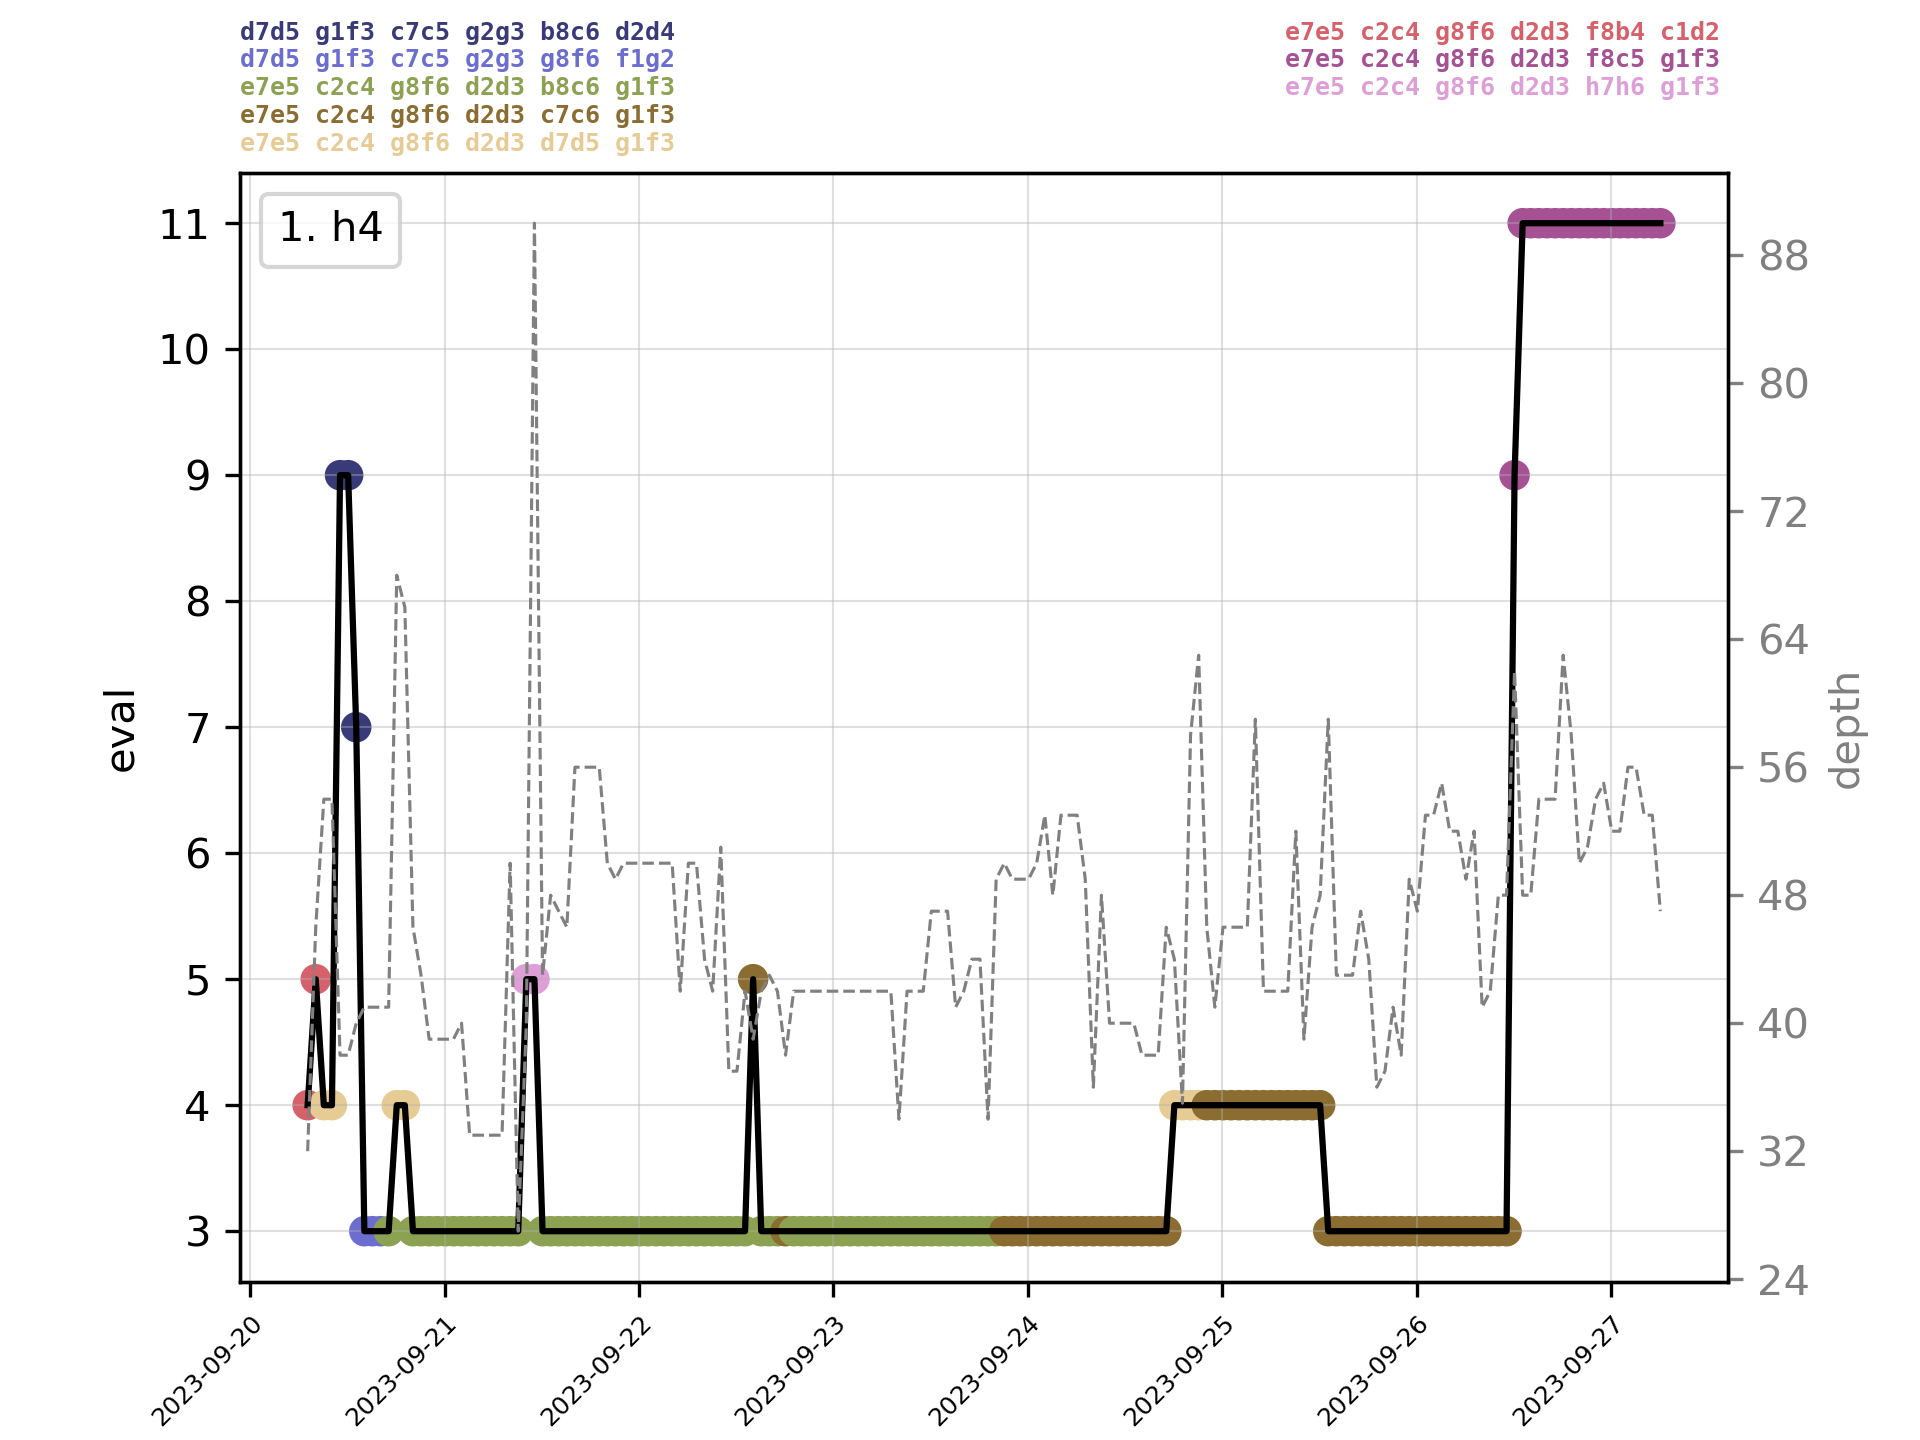 d7d5 g1f3 c7c5 g2g3 b8c6 d2d4
d7d5 g1f3 c7c5 g2g3 g8f6 f1g2
e7e5 c2c4 g8f6 d2d3 b8c6 g1f3
e7e5 c2c4 g8f6 d2d3 c7c6 g1f3
e7e5 c2c4 g8f6 d2d3 d7d5 g1f3
e7e5 c2c4 g8f6 d2d3 f8b4 c1d2
e7e5 c2c4 g8f6 d2d3 f8c5 g1f3
e7e5 c2c4 g8f6 d2d3 h7h6 g1f3
1. h4
eval
11
10
9
8
7
6
5
4
3
depth
88
80
72
64
56
48
40
32
24
2023-09-20
2023-09-21
2023-09-22
2023-09-23
2023-09-24
2023-09-25
2023-09-26
2023-09-27